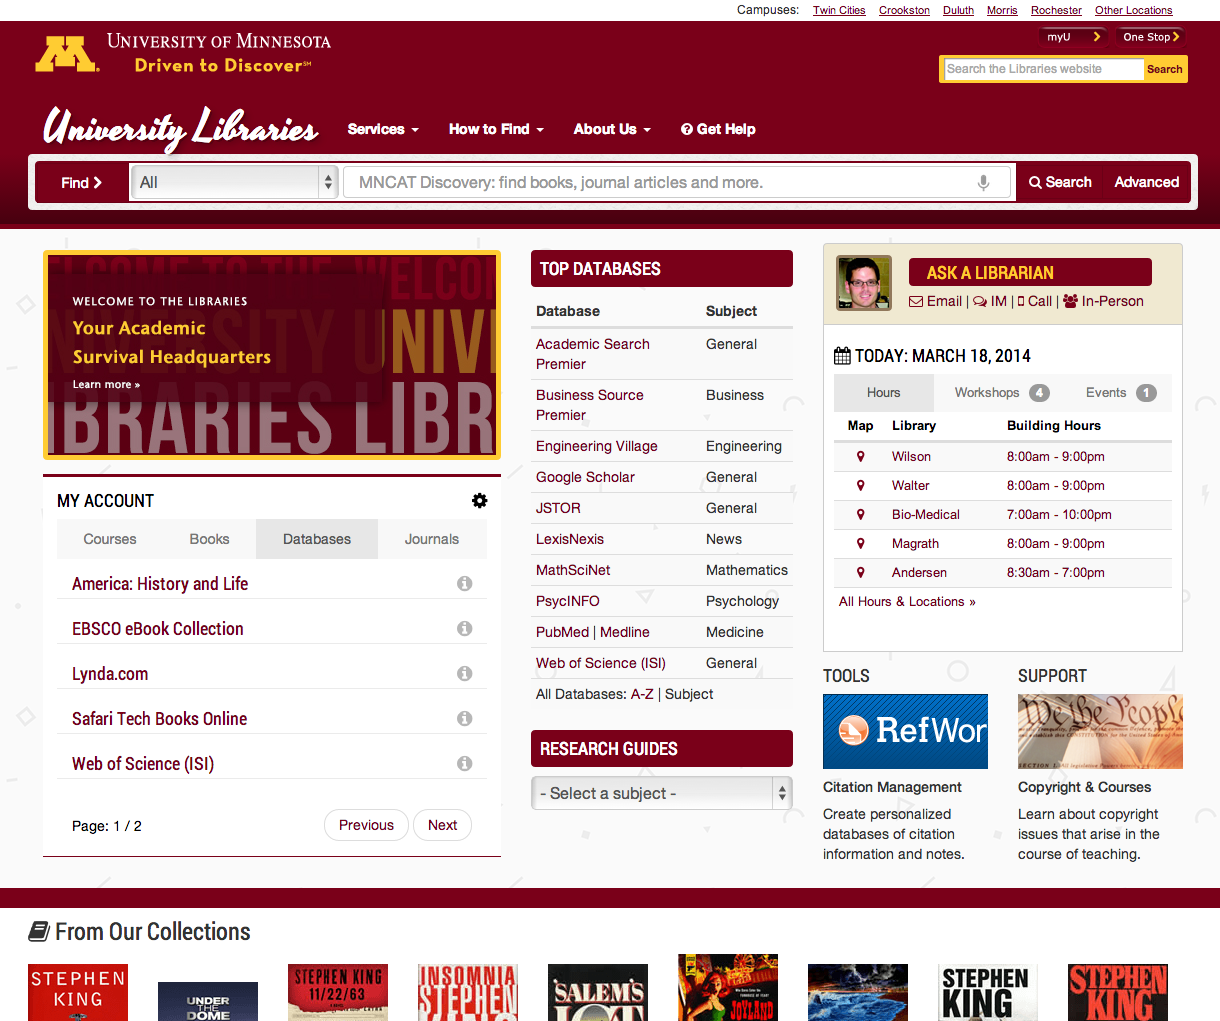 Campuses: Twin Cities Crookston Duluth Morris Rochester Other Locations
UNIVERSITY OF MINNESOTA
Driven to Discover℠
myU
One Stop
Search the Libraries website
Search
University Libraries
Services
How to Find
About Us
Get Help
Find
All
MNCAT Discovery: find books, journal articles and more.
Search
Advanced
WELCOME TO THE LIBRARIES
Your Academic
Survival Headquarters
Learn more »
MY ACCOUNT
Courses Books Databases Journals
America: History and Life
EBSCO eBook Collection
Lynda.com
Safari Tech Books Online
Web of Science (ISI)
Page: 1 / 2
Previous
Next
TOP DATABASES
Database Subject
Academic Search General
Premier
Business Source Business
Premier
Engineering Village Engineering
Google Scholar General
JSTOR General
LexisNexis News
MathSciNet Mathematics
PsycINFO Psychology
PubMed | Medline Medicine
Web of Science (ISI) General
All Databases: A-Z | Subject
RESEARCH GUIDES
- Select a subject -
ASK A LIBRARIAN
Email | IM | Call | In-Person
TODAY: MARCH 18, 2014
Hours Workshops 4 Events 1
Map Library Building Hours
Wilson 8:00am - 9:00pm
Walter 8:00am - 9:00pm
Bio-Medical 7:00am - 10:00pm
Magrath 8:00am - 9:00pm
Andersen 8:30am - 7:00pm
All Hours & Locations »
TOOLS
RefWor
Citation Management
Create personalized
databases of citation
information and notes.
SUPPORT
We the People
Copyright & Courses
Learn about copyright
issues that arise in the
course of teaching.
From Our Collections
STEPHEN
KING
UNDER
THE
DOME
STEPHEN KING
11/22/63
INSOMNIA
STEPHEN
'SALEM'S
LOT
JOYLAND
STEPHEN
KING
STEPHEN
KING